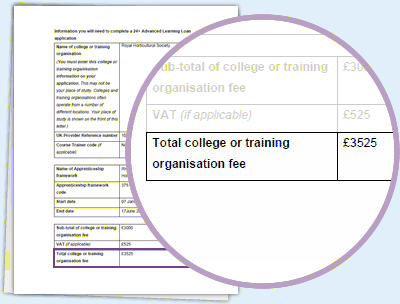 Information you need to complete a 24+ Advanced Learning Loan
application
Name of college or training
organisation
Royal Horticultural Society
(You must enter this college or
training organisation
information on your
application. This may not be
your place of study. Colleges and
training organisations often
operate from a number of
different locations. Your place of
study is shown on the front of this
letter.)
UK Provider Reference number
Course Trainer code (if
applicable)
Name of Apprenticeship
framework
Apprenticeship framework
code
Start date
07 Jan
End date
17June
Sub-total of college or training
organisation fee
£3000
VAT (if applicable)
£525
Total college or training
organisation fee
£3525
Sub-total of college or training
organisation fee
VAT (if applicable)
£525
Total college or training
organisation fee
£3525